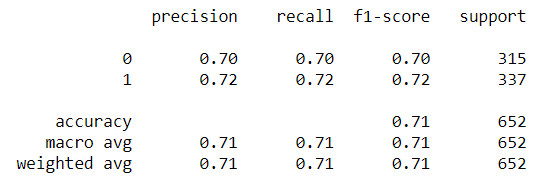 precision recall f1-score support
0 0.70 0.70 0.70 315
1 0.72 0.72 0.72 337
accuracy 0.71 652
macro avg 0.71 0.71 0.71 652
weighted avg 0.71 0.71 0.71 652